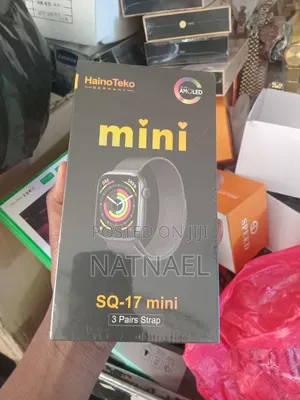 HainoTeko
GERMANY
AMOLED
mini
POSTED ON JIJI
NATNAEL
SQ-17 mini
3 Pairs Strap